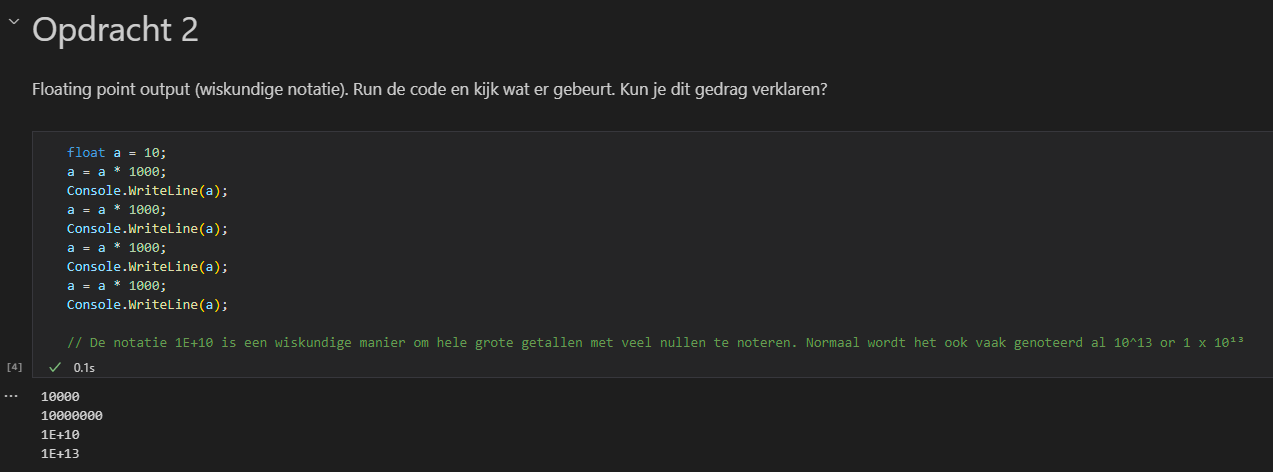 Opdracht 2
Floating point output (wiskundige notatie). Run de code en kijk wat er gebeurt. Kun je dit gedrag verklaren?
float a = 10;
a = a * 1000;
Console.WriteLine(a);
a = a * 1000;
Console.WriteLine(a);
a = a * 1000;
Console.WriteLine(a);
a = a * 1000;
Console.WriteLine(a);
// De notatie 1E+10 is een wiskundige manier om hele grote getallen met veel nullen te noteren. Normaal wordt het ook vaak genoteerd al 10^13 or 1 x 10¹³
[4] ✓ 0.1s
... 10000
10000000
1E+10
1E+13